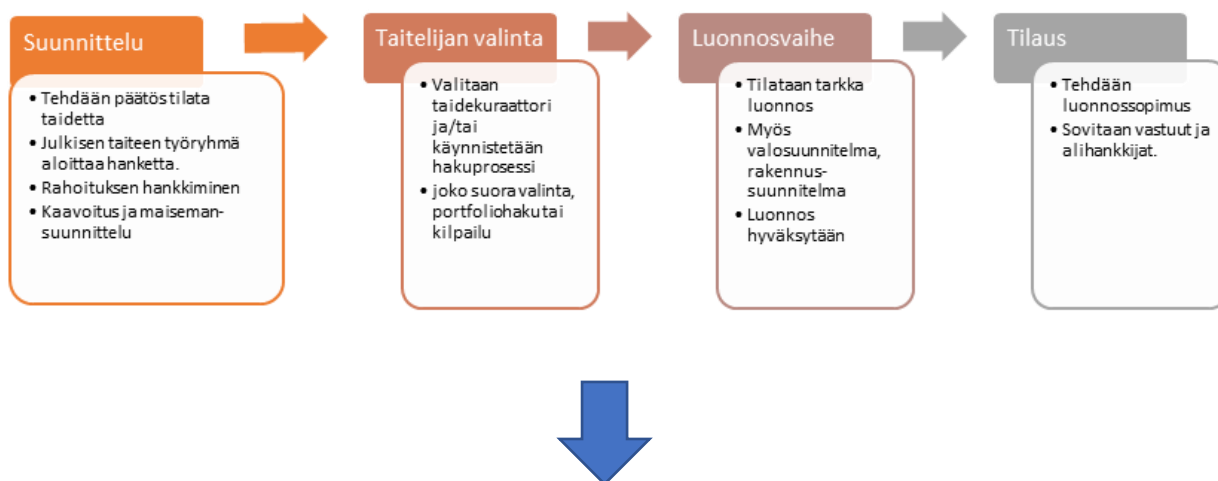 Suunnittelu
• Tehdään päätös tilata
taidetta
• Julkisen taiteen työryhmä
aloittaa hanketta.
• Rahoituksen hankkiminen
• Kaavoitus ja maiseman-
suunnittelu
Taitelijan valinta
• Valitaan
taidekuraattori
ja/tai
käynnistetään
hakuprosessi
• joko suora valinta,
portfoliohaku tai
kilpailu
Luonnosvaihe
• Tilataan tarkka
luonnos
• Myös
valosuunnitelma,
rakennus-
suunnitelma
• Luonnos
hyväksytään
Tilaus
• Tehdään
luonnossopimus
• Sovitaan vastuut ja
alihankkijat.